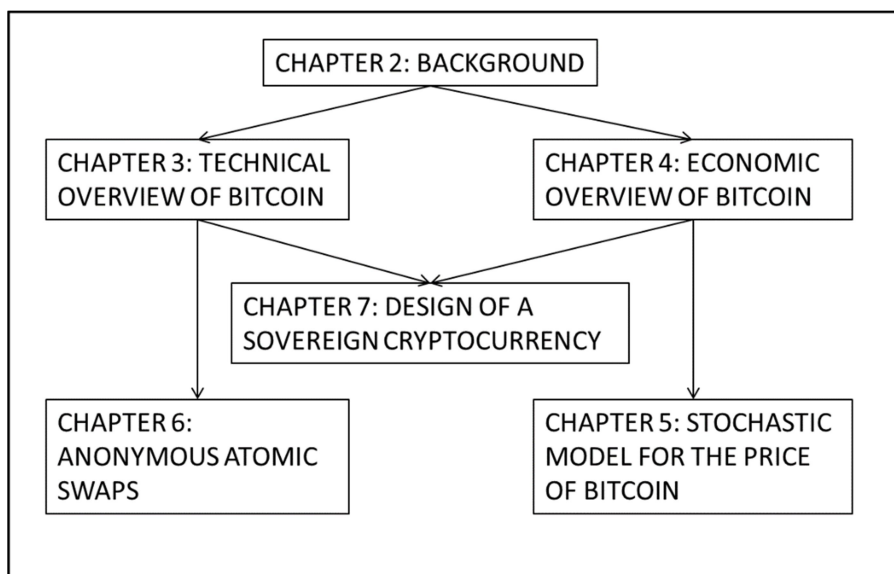 CHAPTER 2: BACKGROUND
CHAPTER 3: TECHNICAL
OVERVIEW OF BITCOIN
CHAPTER 4: ECONOMIC
OVERVIEW OF BITCOIN
CHAPTER 7: DESIGN OF A
SOVEREIGN CRYPTOCURRENCY
CHAPTER 6:
ANONYMOUS ATOMIC
SWAPS
CHAPTER 5: STOCHASTIC
MODEL FOR THE PRICE
OF BITCOIN